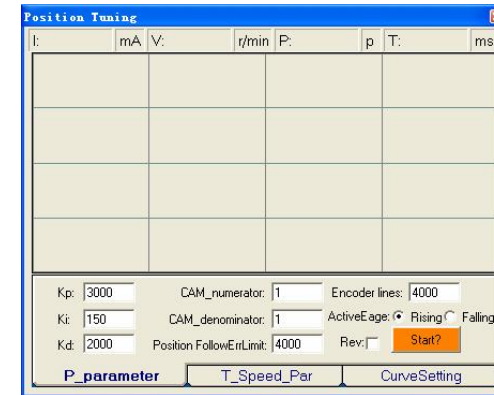 Position Tuning
I: mA V: r/min P: p T: ms
Kp: 3000 CAM_numerator: 1 Encoder lines: 4000
Ki: 150 CAM_denominator: 1 ActiveEage: Rising Falling
Kd: 2000 Position FollowErrLimit: 4000 Rev: Start?
P_parameter T_Speed_Par CurveSetting